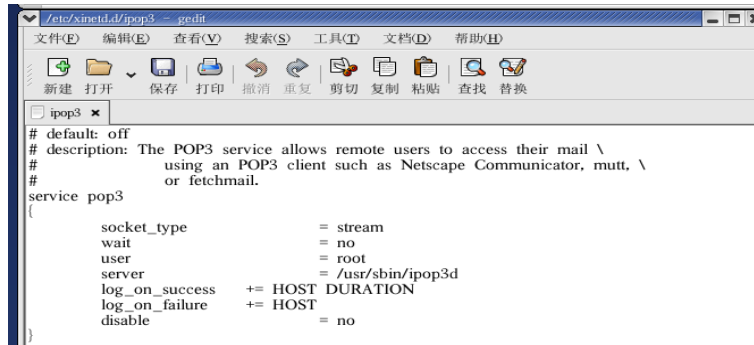 /etc/xinetd.d/ipop3 - gedit
文件(F) 编辑(E) 查看(V) 搜索(S) 工具(T) 文档(D) 帮助(H)
新建 打开 保存 打印 撤消 重复 剪切 复制 粘贴 查找 替换
ipop3
# default: off
# description: The POP3 service allows remote users to access their mail \
# using an POP3 client such as Netscape Communicator, mutt, \
# or fetchmail.
service pop3
{
socket_type = stream
wait = no
user = root
server = /usr/sbin/ipop3d
log_on_success += HOST DURATION
log_on_failure += HOST
disable = no
}